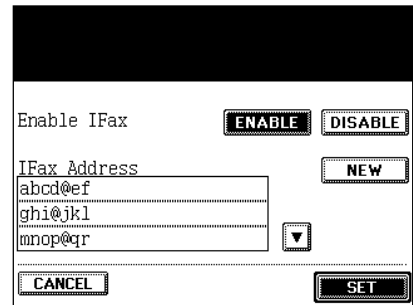 Enable IFax ENABLE DISABLE
IFax Address NEW
abcd@ef
ghi@jkl
mnop@qr
CANCEL SET